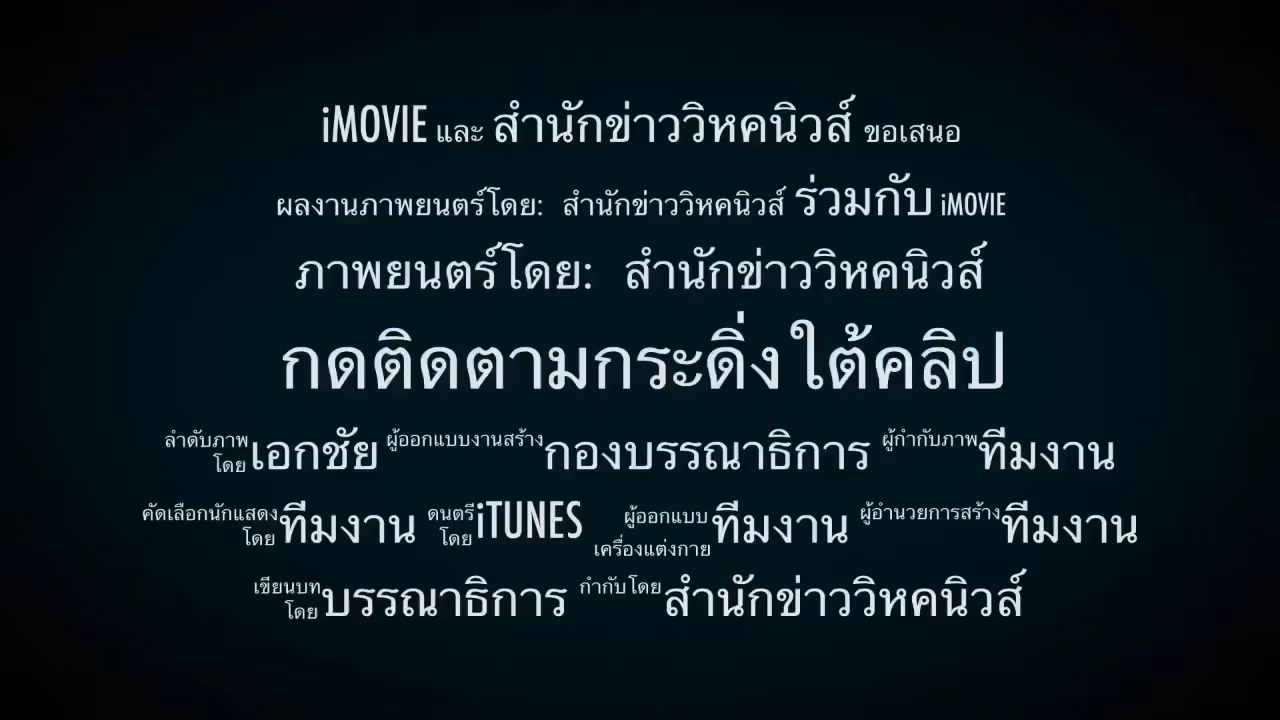 iMOVIE และ สำนักข่าววิหคนิวส์ ขอเสนอ
ผลงานภาพยนตร์โดย: สำนักข่าววิหคนิวส์ ร่วมกับ iMOVIE
ภาพยนตร์โดย: สำนักข่าววิหคนิวส์
กดติดตามกระดิ่ง ใต้คลิป
ลำดับภาพโดย เอกชัย ผู้ออกแบบงานสร้าง กองบรรณาธิการ ผู้กำกับภาพ ทีมงาน
คัดเลือกนักแสดงโดย ทีมงาน ดนตรีโดย iTUNES ผู้ออกแบบเครื่องแต่งกาย ทีมงาน ผู้อำนวยการสร้าง ทีมงาน
เขียนบทโดย บรรณาธิการ กำกับโดย สำนักข่าววิหคนิวส์